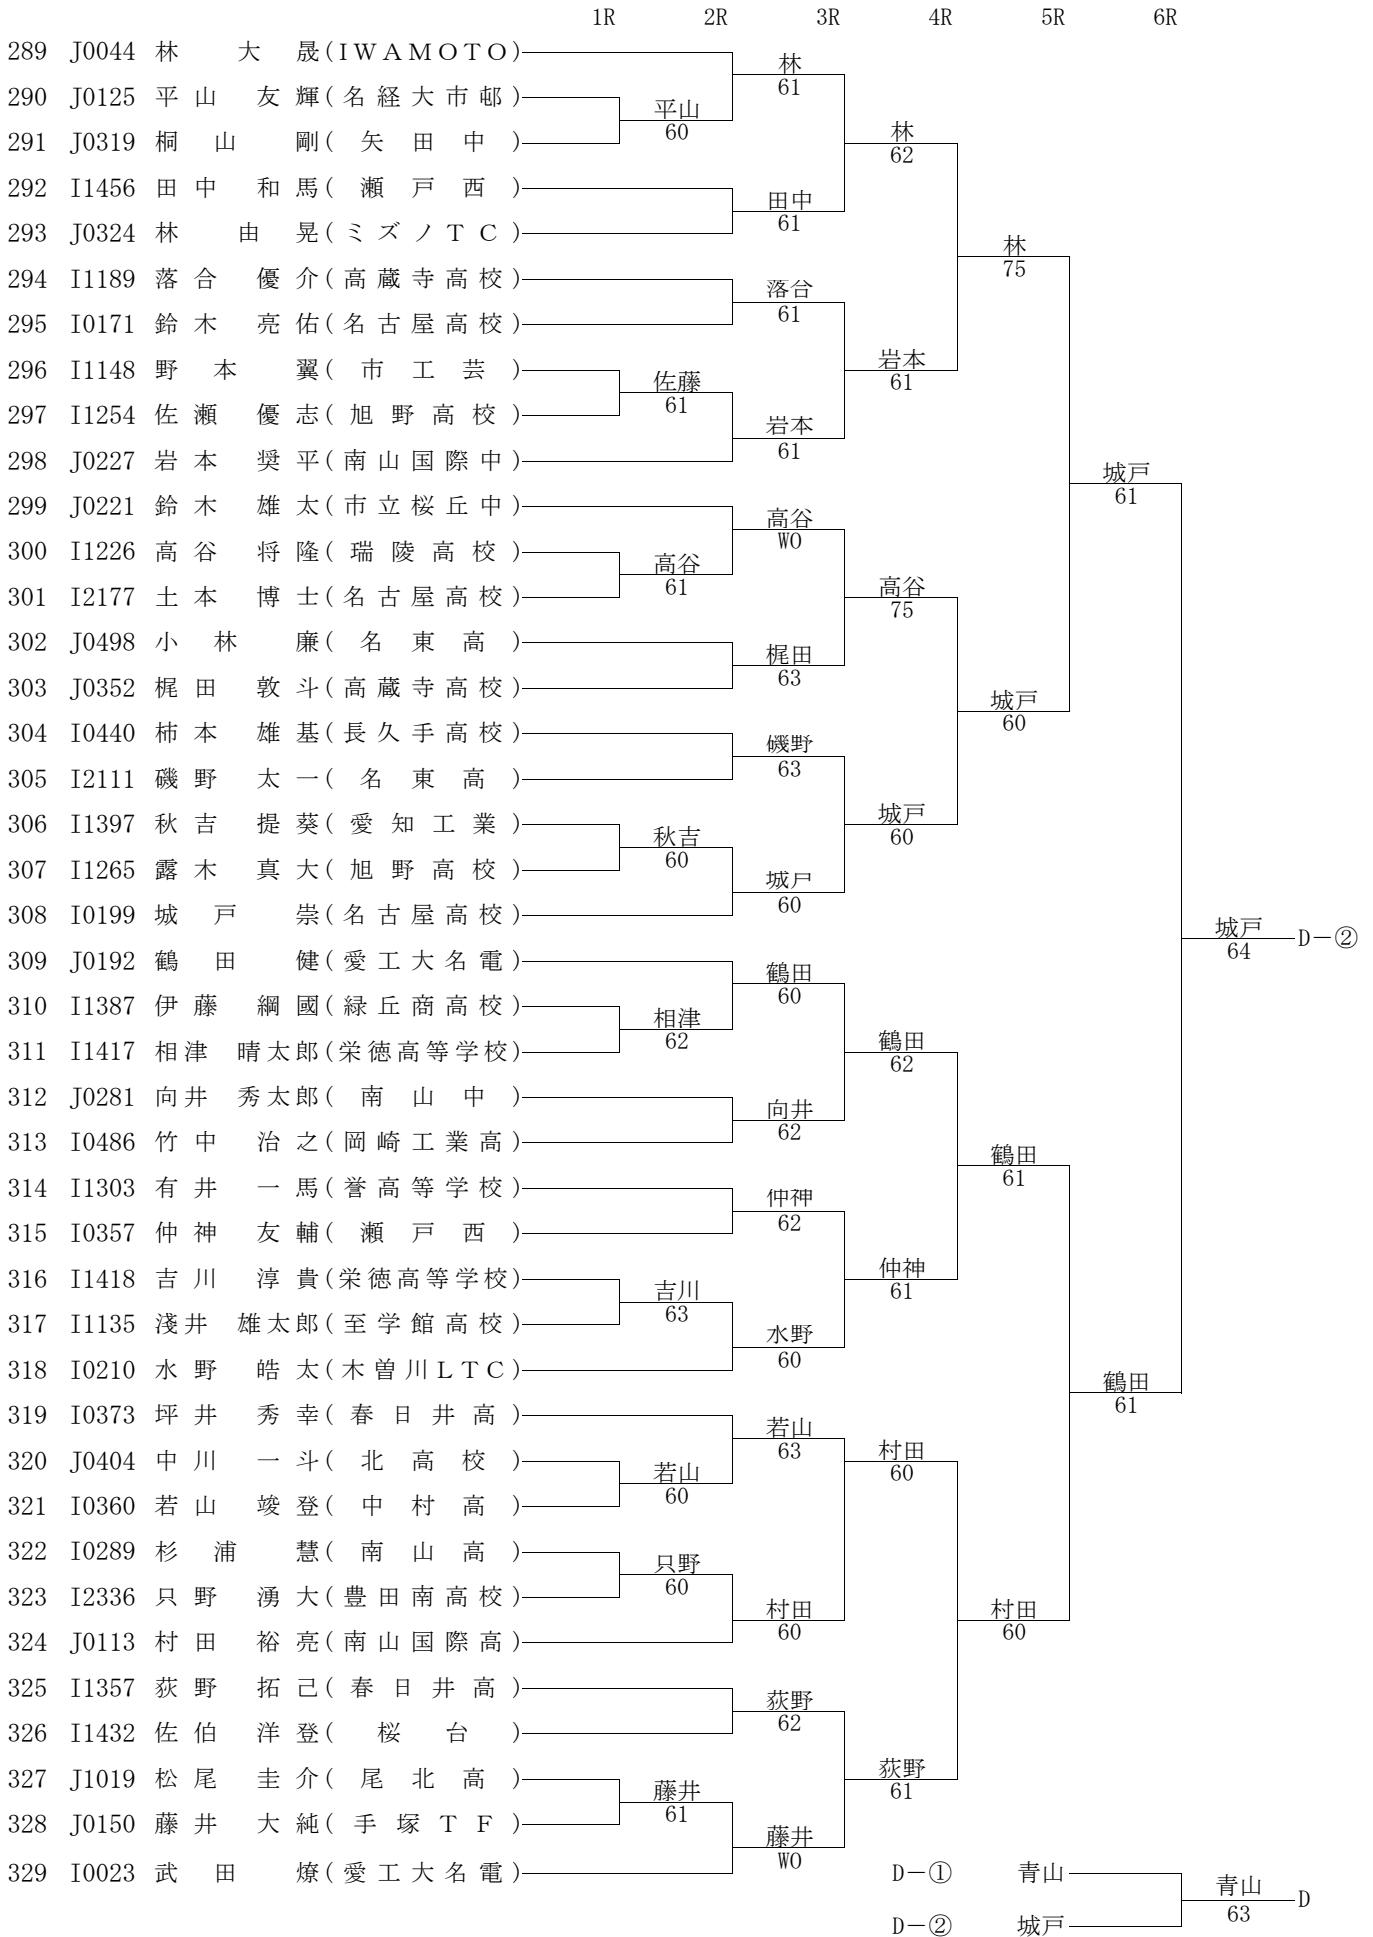 1R 2R 3R 4R 5R 6R
289 J0044 林 大 晟(ＩＷＡＭＯＴＯ)
林
61
290 J0125 平 山 友 輝(名 経 大 市 邨)
平山
60
291 J0319 桐 山 剛(矢 田 中)
林
62
292 I1456 田 中 和 馬(瀬 戸 西)
田中
61
293 J0324 林 由 晃(ミ ズ ノ Ｔ Ｃ)
林
75
294 I1189 落 合 優 介(高 蔵 寺 高 校)
落合
61
295 I0171 鈴 木 亮 佑(名 古 屋 高 校)
296 I1148 野 本 翼(市 工 芸)
岩本
61
佐藤
61
297 I1254 佐 瀬 優 志(旭 野 高 校)
岩本
61
298 J0227 岩 本 奨 平(南 山 国 際 中)
城戸
61
299 J0221 鈴 木 雄 太(市 立 桜 丘 中)
高谷
WO
300 I1226 高 谷 将 隆(瑞 陵 高 校)
高谷
61
301 I2177 土 本 博 士(名 古 屋 高 校)
高谷
75
302 J0498 小 林 廉(名 東 高)
梶田
63
303 J0352 梶 田 敦 斗(高 蔵 寺 高 校)
城戸
60
304 I0440 柿 本 雄 基(長 久 手 高 校)
磯野
63
305 I2111 磯 野 太 一(名 東 高)
306 I1397 秋 吉 提 葵(愛 知 工 業)
城戸
60
秋吉
60
307 I1265 露 木 真 大(旭 野 高 校)
城戸
60
308 I0199 城 戸 崇(名 古 屋 高 校)
城戸
64
D－②
309 J0192 鶴 田 健(愛 工 大 名 電)
鶴田
60
310 I1387 伊 藤 綱 國(緑 丘 商 高 校)
相津
62
311 I1417 相 津 晴 太 郎(栄 徳 高 等 学 校)
鶴田
62
312 J0281 向 井 秀 太 郎(南 山 中)
向井
62
313 I0486 竹 中 治 之(岡 崎 工 業 高)
鶴田
61
314 I1303 有 井 一 馬(誉 高 等 学 校)
仲神
62
315 I0357 仲 神 友 輔(瀬 戸 西)
316 I1418 吉 川 淳 貴(栄 徳 高 等 学 校)
仲神
61
吉川
63
317 I1135 淺 井 雄 太 郎(至 学 館 高 校)
水野
60
318 I0210 水 野 皓 太(木 曽 川 Ｌ Ｔ Ｃ)
鶴田
61
319 I0373 坪 井 秀 幸(春 日 井 高)
若山
63
320 J0404 中 川 一 斗(北 高 校)
村田
60
若山
60
321 I0360 若 山 竣 登(中 村 高)
322 I0289 杉 浦 慧(南 山 高)
只野
60
323 I2336 只 野 湧 大(豊 田 南 高 校)
村田
60
村田
60
324 J0113 村 田 裕 亮(南 山 国 際 高)
325 I1357 荻 野 拓 己(春 日 井 高)
荻野
62
326 I1432 佐 伯 洋 登(桜 台)
327 J1019 松 尾 圭 介(尾 北 高)
荻野
61
藤井
61
328 J0150 藤 井 大 純(手 塚 Ｔ Ｆ)
藤井
WO
329 I0023 武 田 燎(愛 工 大 名 電)
D－① 青山
青山
63
D
D－② 城戸